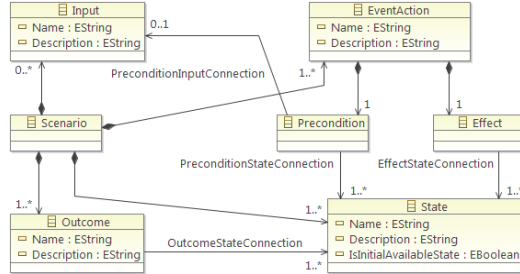 Input
Name : EString
Description : EString
0..1
EventAction
Name : EString
Description : EString
0..*
PreconditionInputConnection
1..*
1
1
Scenario
Precondition
Effect
PreconditionStateConnection
EffectStateConnection
1..*
1..*
1..*
1..*
Outcome
Name : EString
Description : EString
OutcomeStateConnection
1..*
State
Name : EString
Description : EString
IsInitialAvailableState : EBoolean